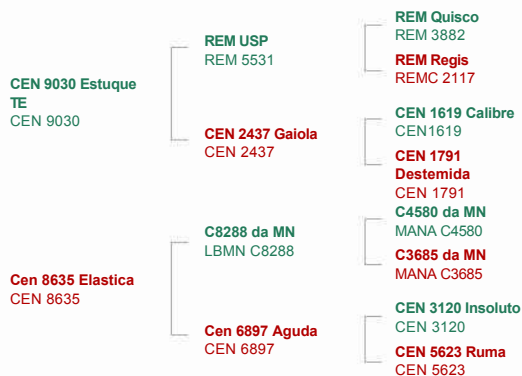 CEN 9030 Estuque
TE
CEN 9030
REM USP
REM 5531
REM Quisco
REM 3882
REM Regis
REMC 2117
CEN 2437 Gaiola
CEN 2437
CEN 1619 Calibre
CEN1619
CEN 1791
Destemida
CEN 1791
Cen 8635 Elastica
CEN 8635
C8288 da MN
LBMN C8288
C4580 da MN
MANA C4580
C3685 da MN
MANA C3685
Cen 6897 Aguda
CEN 6897
CEN 3120 Insoluto
CEN 3120
CEN 5623 Ruma
CEN 5623